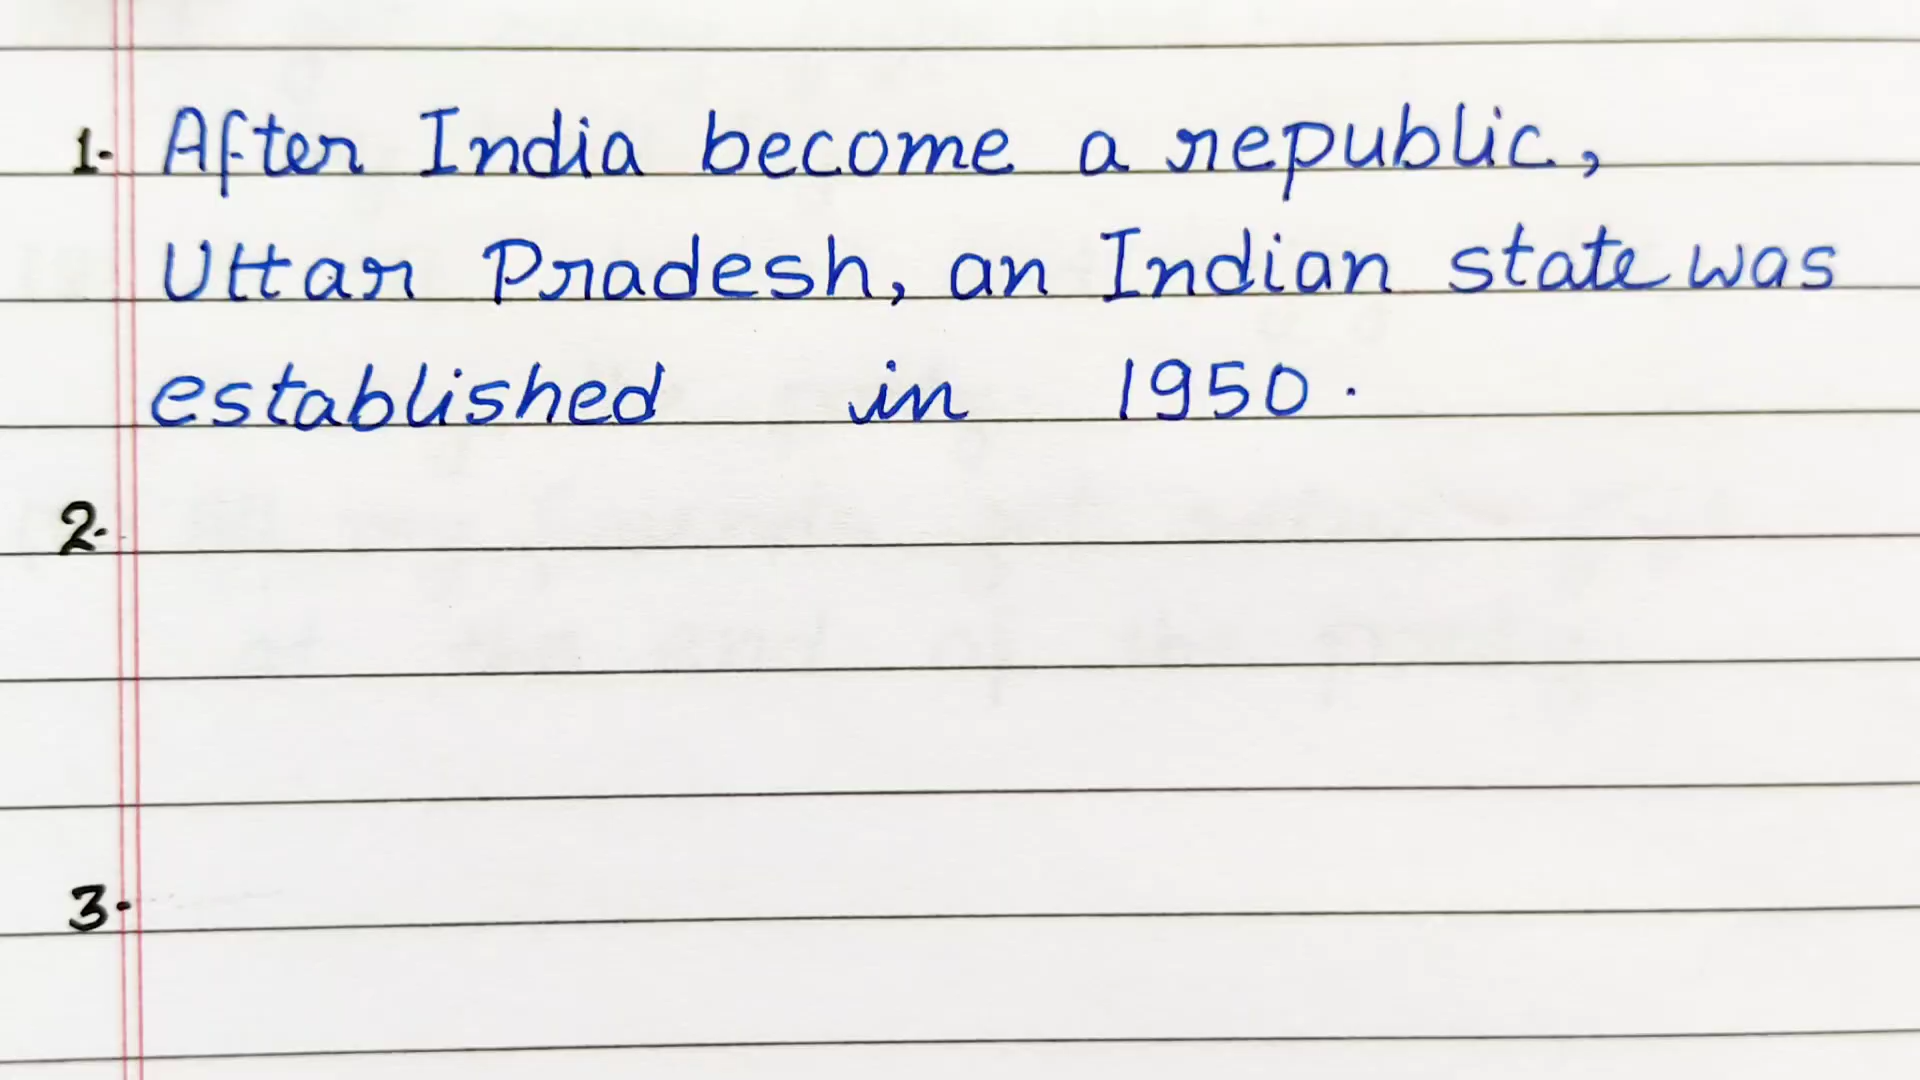 1. After India become a republic,
Uttar Pradesh, an Indian state was
established in 1950.
2.
3.